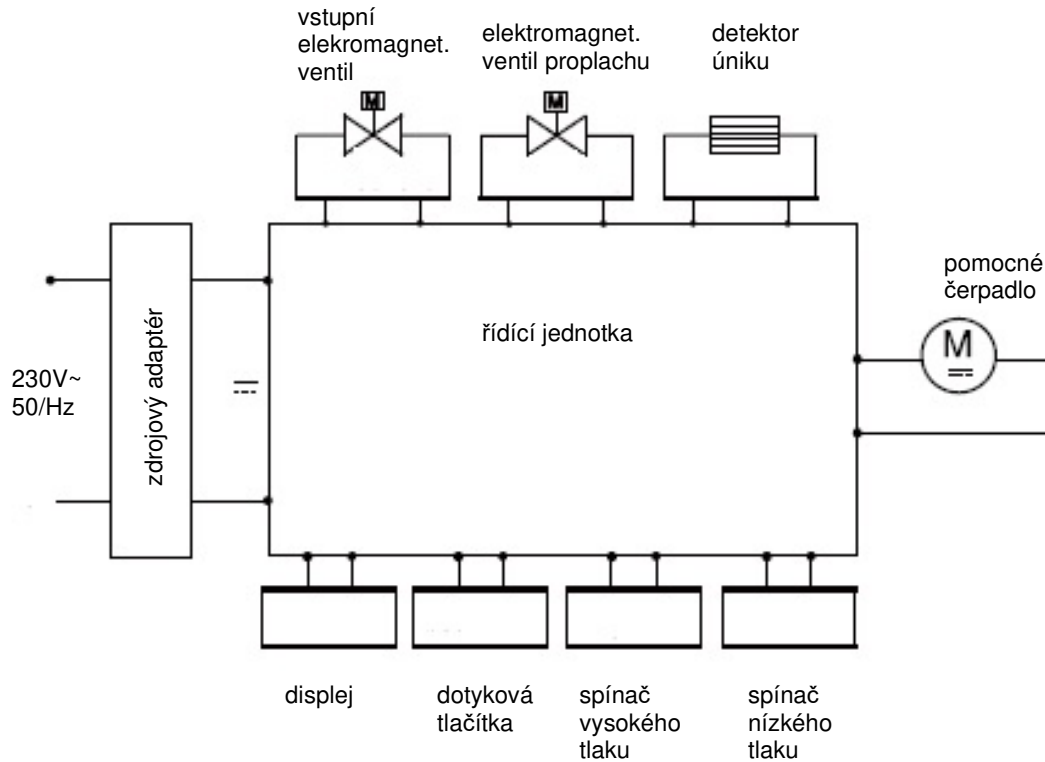 vstupní
elekromagnet.
ventil
elektromagnet.
ventil proplachu
detektor
úniku
M
M
230V~
50/Hz
zdrojový adaptér
řídící jednotka
pomocné
čerpadlo
M
displej
dotyková
tlačítka
spínač
vysokého
tlaku
spínač
nízkého
tlaku